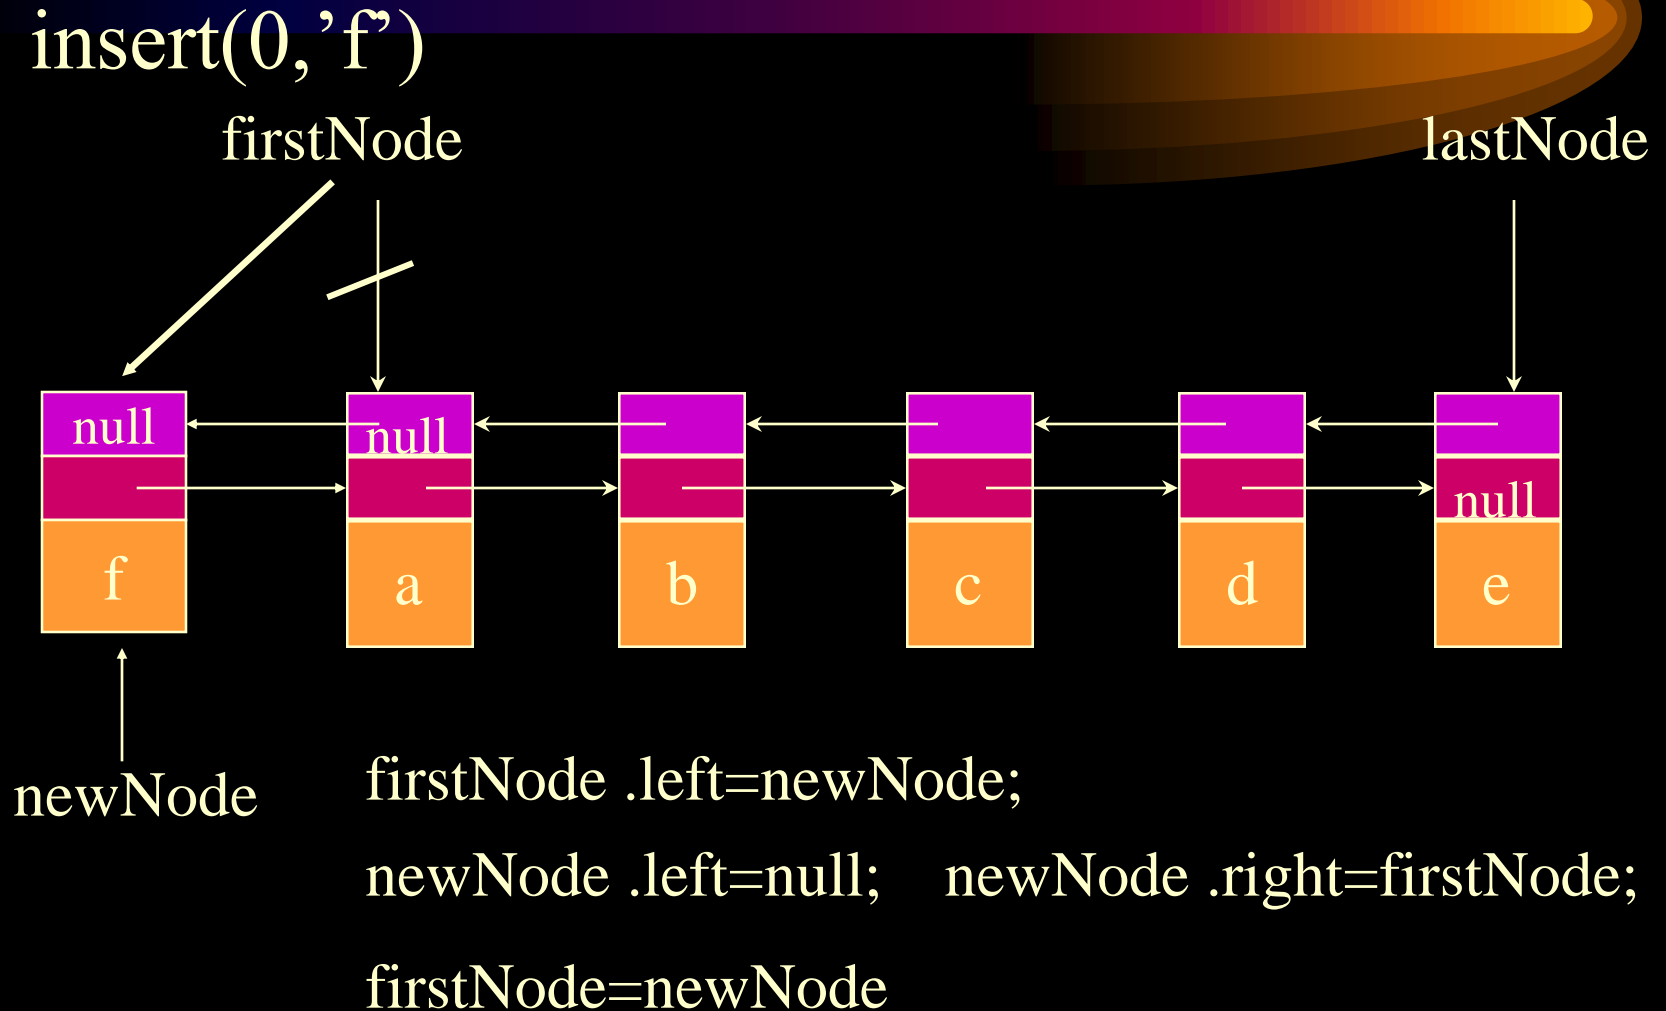 insert(0,’f’)
firstNode lastNode
null null
null
f a b c d e
newNode
firstNode .left=newNode;
newNode .left=null; newNode .right=firstNode;
firstNode=newNode